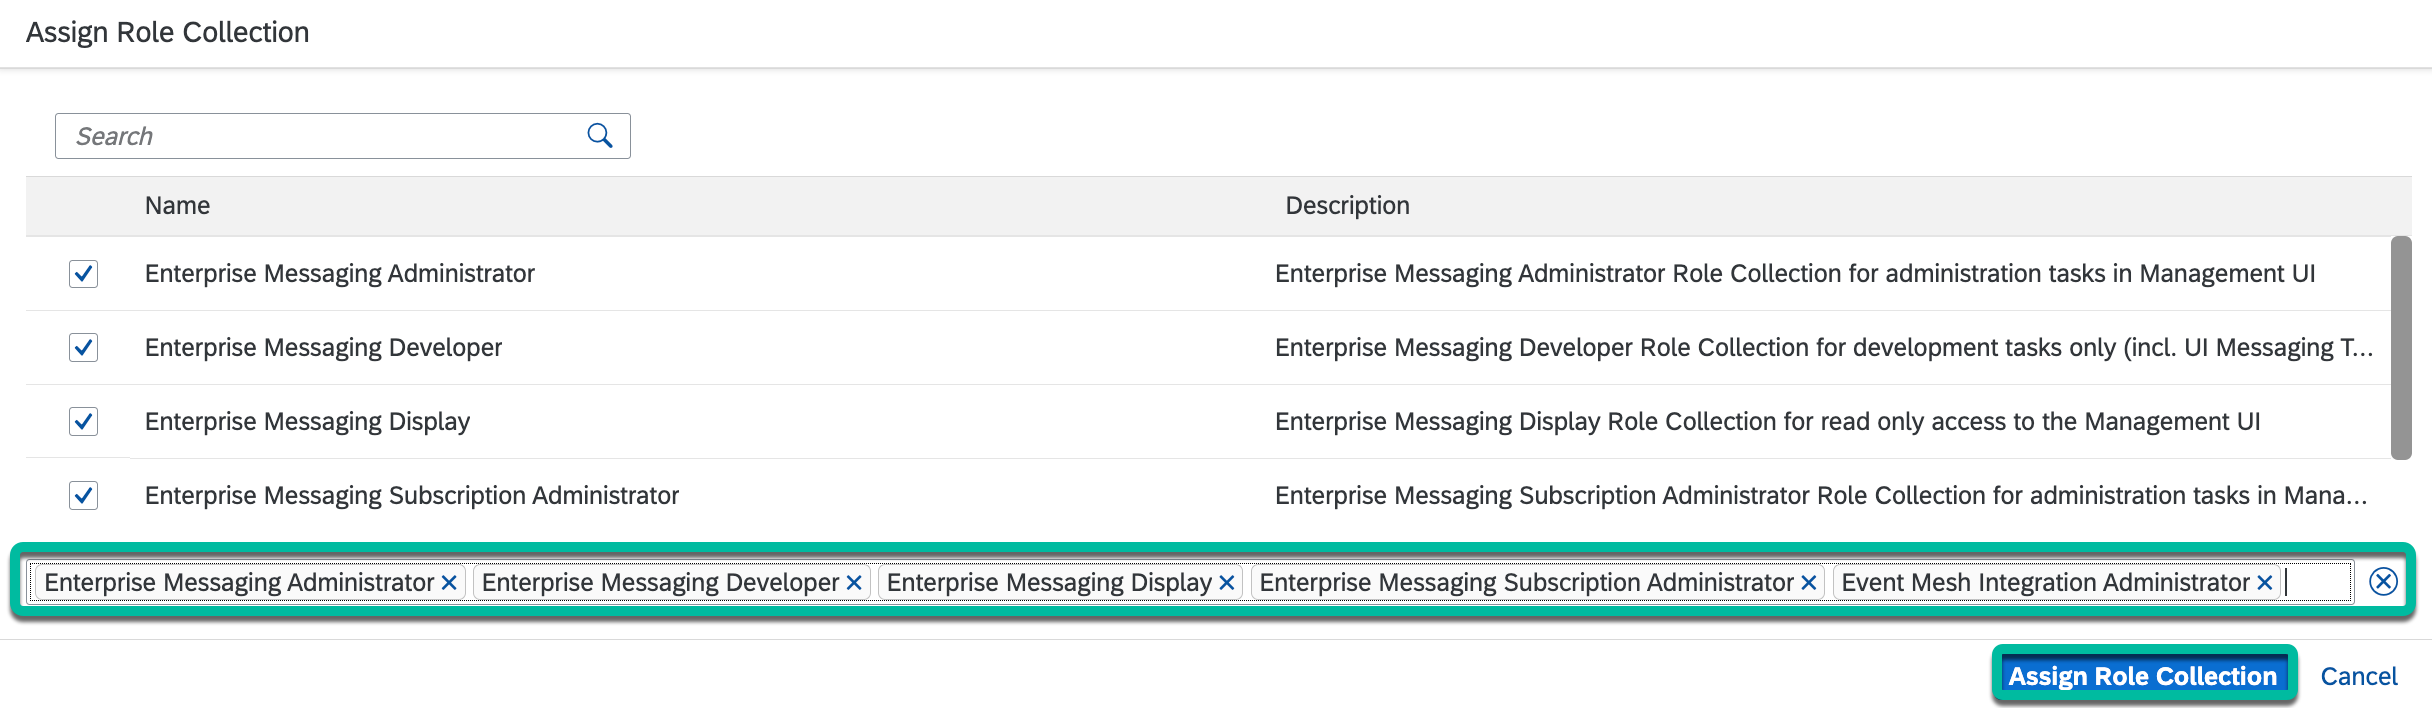 Assign Role Collection
Search
Name Description
Enterprise Messaging Administrator Enterprise Messaging Administrator Role Collection for administration tasks in Management UI
Enterprise Messaging Developer Enterprise Messaging Developer Role Collection for development tasks only (incl. UI Messaging T...
Enterprise Messaging Display Enterprise Messaging Display Role Collection for read only access to the Management UI
Enterprise Messaging Subscription Administrator Enterprise Messaging Subscription Administrator Role Collection for administration tasks in Mana...
Enterprise Messaging Administrator Enterprise Messaging Developer Enterprise Messaging Display Enterprise Messaging Subscription Administrator Event Mesh Integration Administrator
Assign Role Collection Cancel